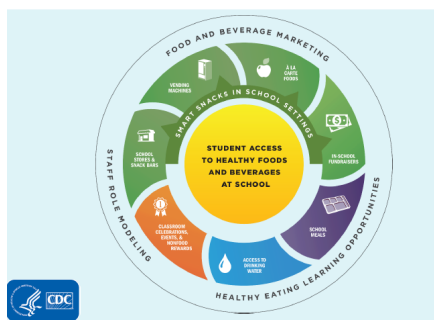 FOOD AND BEVERAGE MARKETING
VENDING
MACHINES
À LA
CARTE
FOODS
SMART SNACKS IN SCHOOL SETTINGS
SCHOOL
STORES &
SNACK BARS
STUDENT ACCESS
TO HEALTHY FOODS
AND BEVERAGES
AT SCHOOL
IN-SCHOOL
FUNDRAISERS
CLASSROOM
CELEBRATIONS,
EVENTS, &
NONFOOD
REWARDS
ACCESS TO
DRINKING
WATER
SCHOOL
MEALS
STAFF ROLE MODELING
HEALTHY EATING LEARNING OPPORTUNITIES
CDC